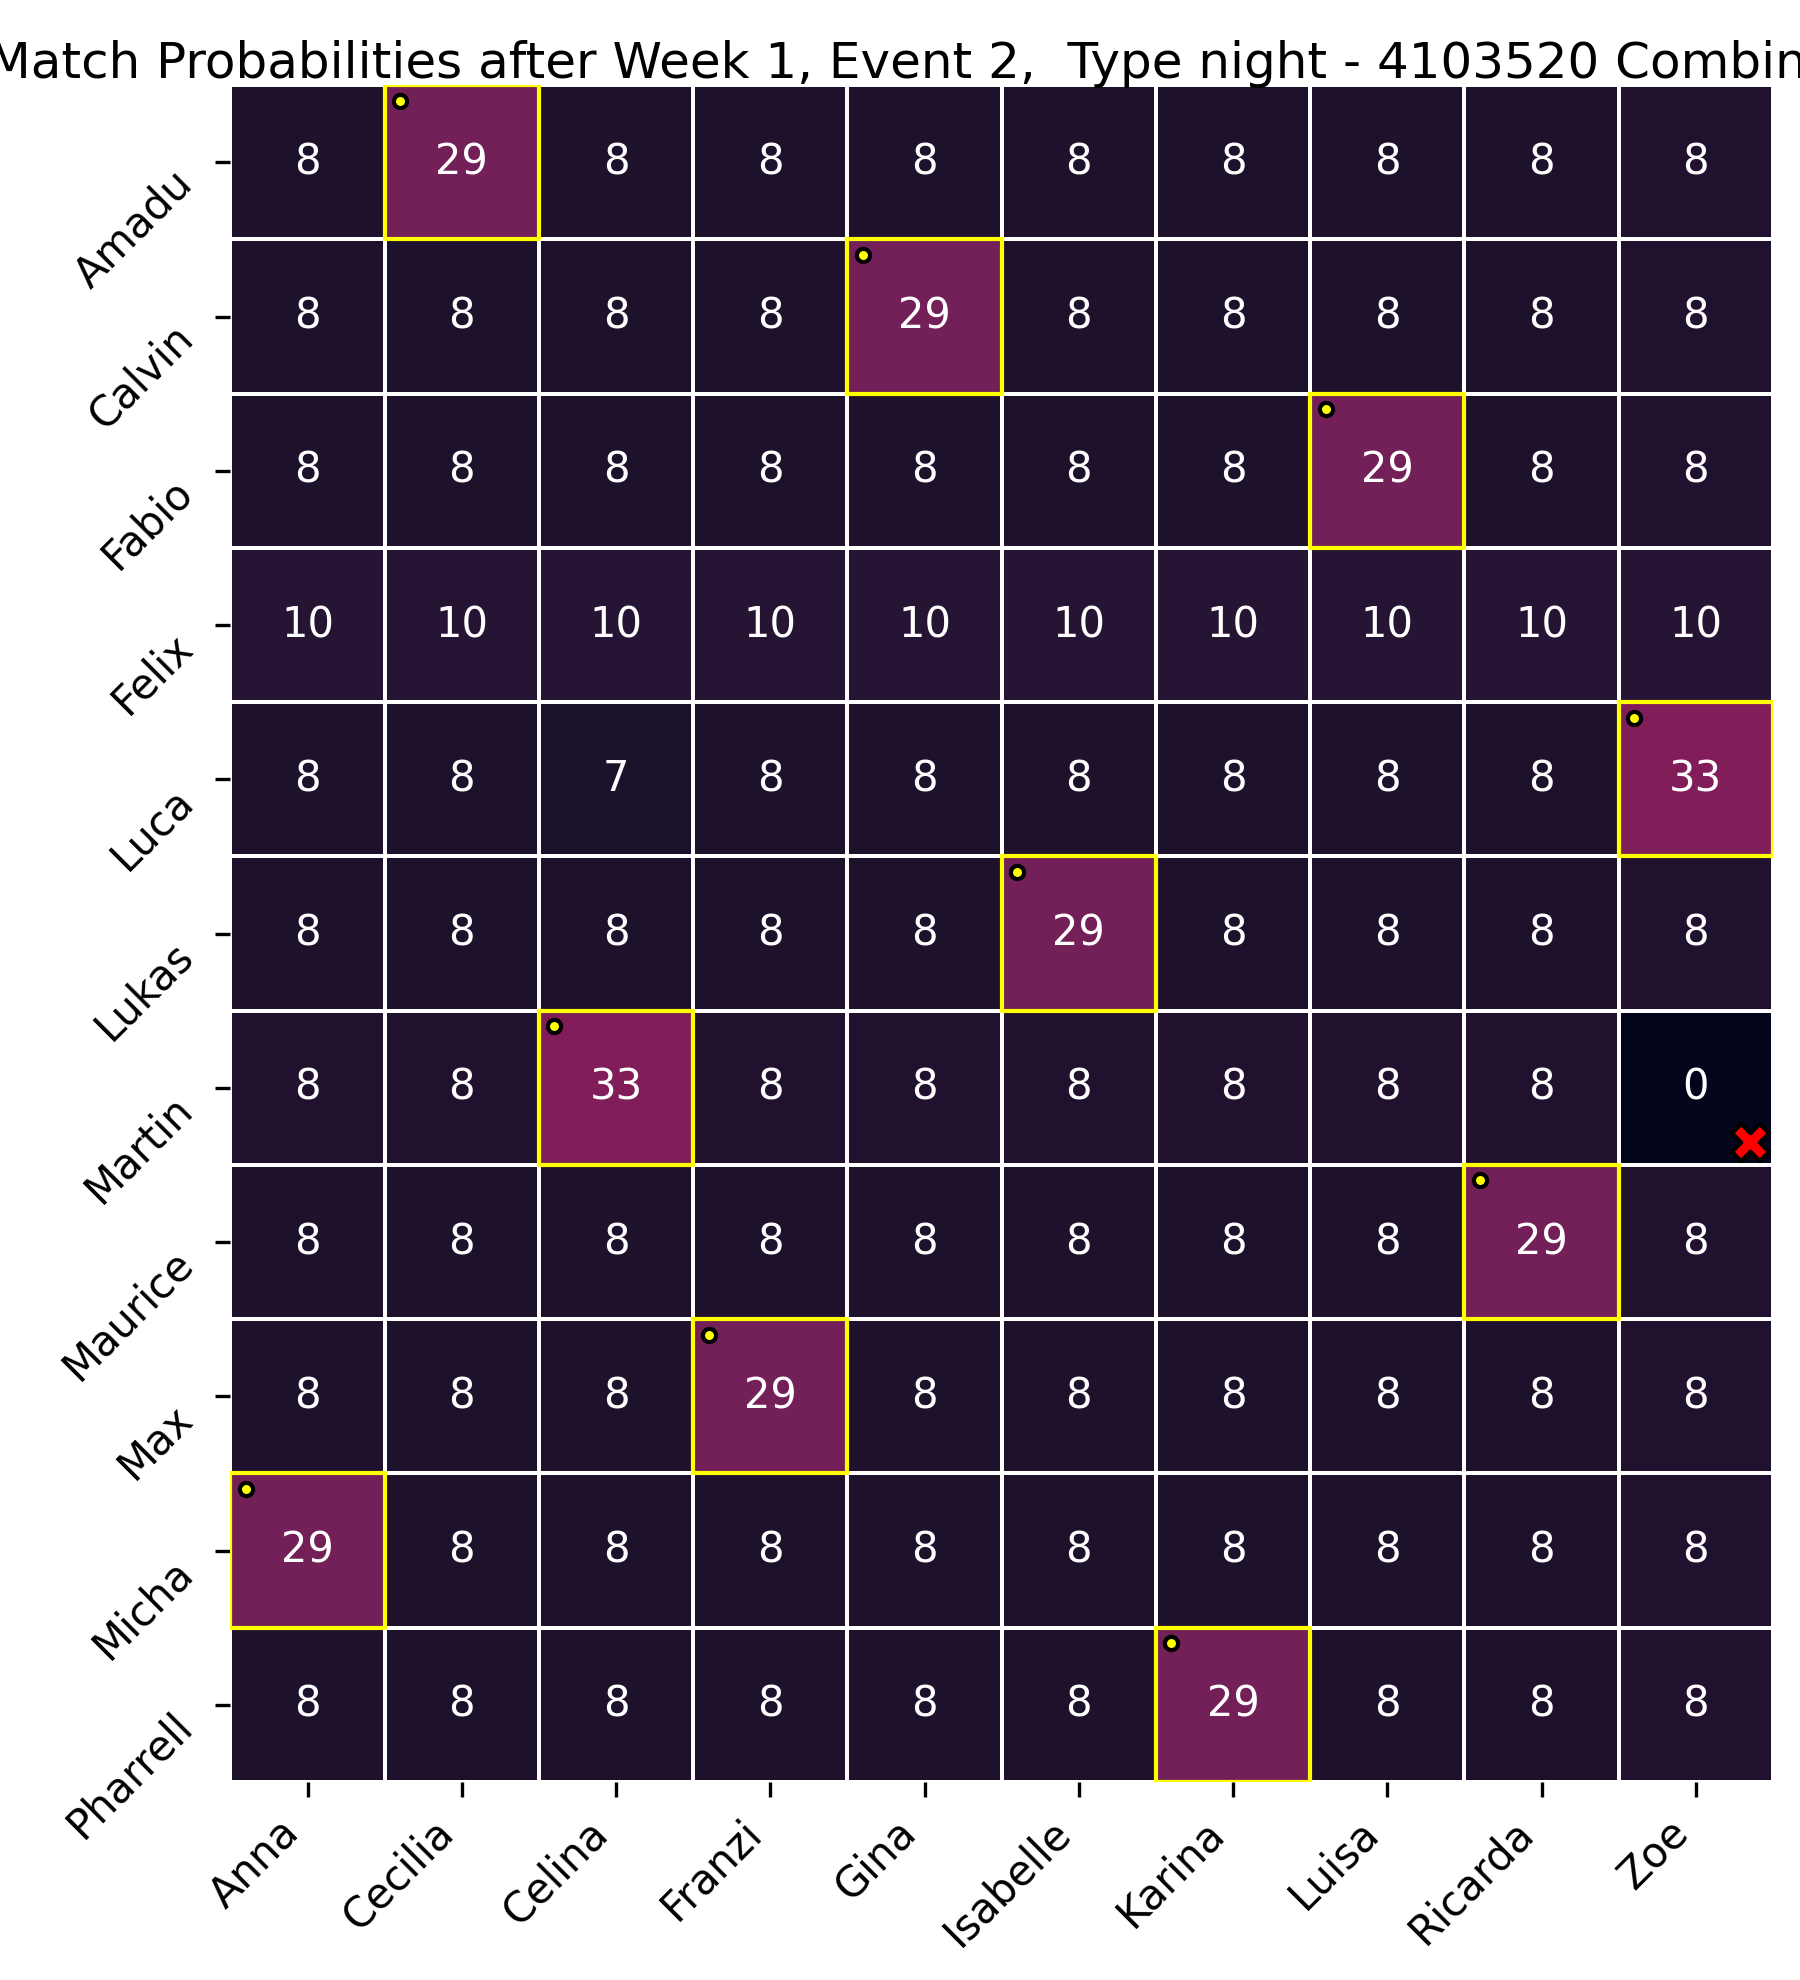 Match Probabilities after Week 1, Event 2, Type night - 4103520 Combin
Amadu 8 29 8 8 8 8 8 8 8 8
Calvin 8 8 8 8 29 8 8 8 8 8
Fabio 8 8 8 8 8 8 8 29 8 8
Felix 10 10 10 10 10 10 10 10 10 10
Luca 8 8 7 8 8 8 8 8 8 33
Lukas 8 8 8 8 8 29 8 8 8 8
Martin 8 8 33 8 8 8 8 8 8 0
Maurice 8 8 8 8 8 8 8 8 29 8
Max 8 8 8 29 8 8 8 8 8 8
Micha 29 8 8 8 8 8 8 8 8 8
Pharrell 8 8 8 8 8 8 29 8 8 8
Anna Cecilia Celina Franzi Gina Isabelle Karina Luisa Ricarda Zoe